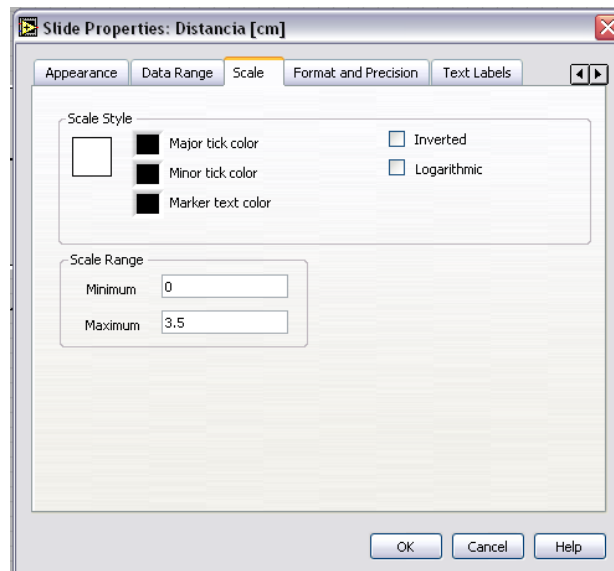 Slide Properties: Distancia [cm]
Appearance Data Range Scale Format and Precision Text Labels
Scale Style
Major tick color
Minor tick color
Marker text color
Inverted
Logarithmic
Scale Range
Minimum 0
Maximum 3.5
OK Cancel Help